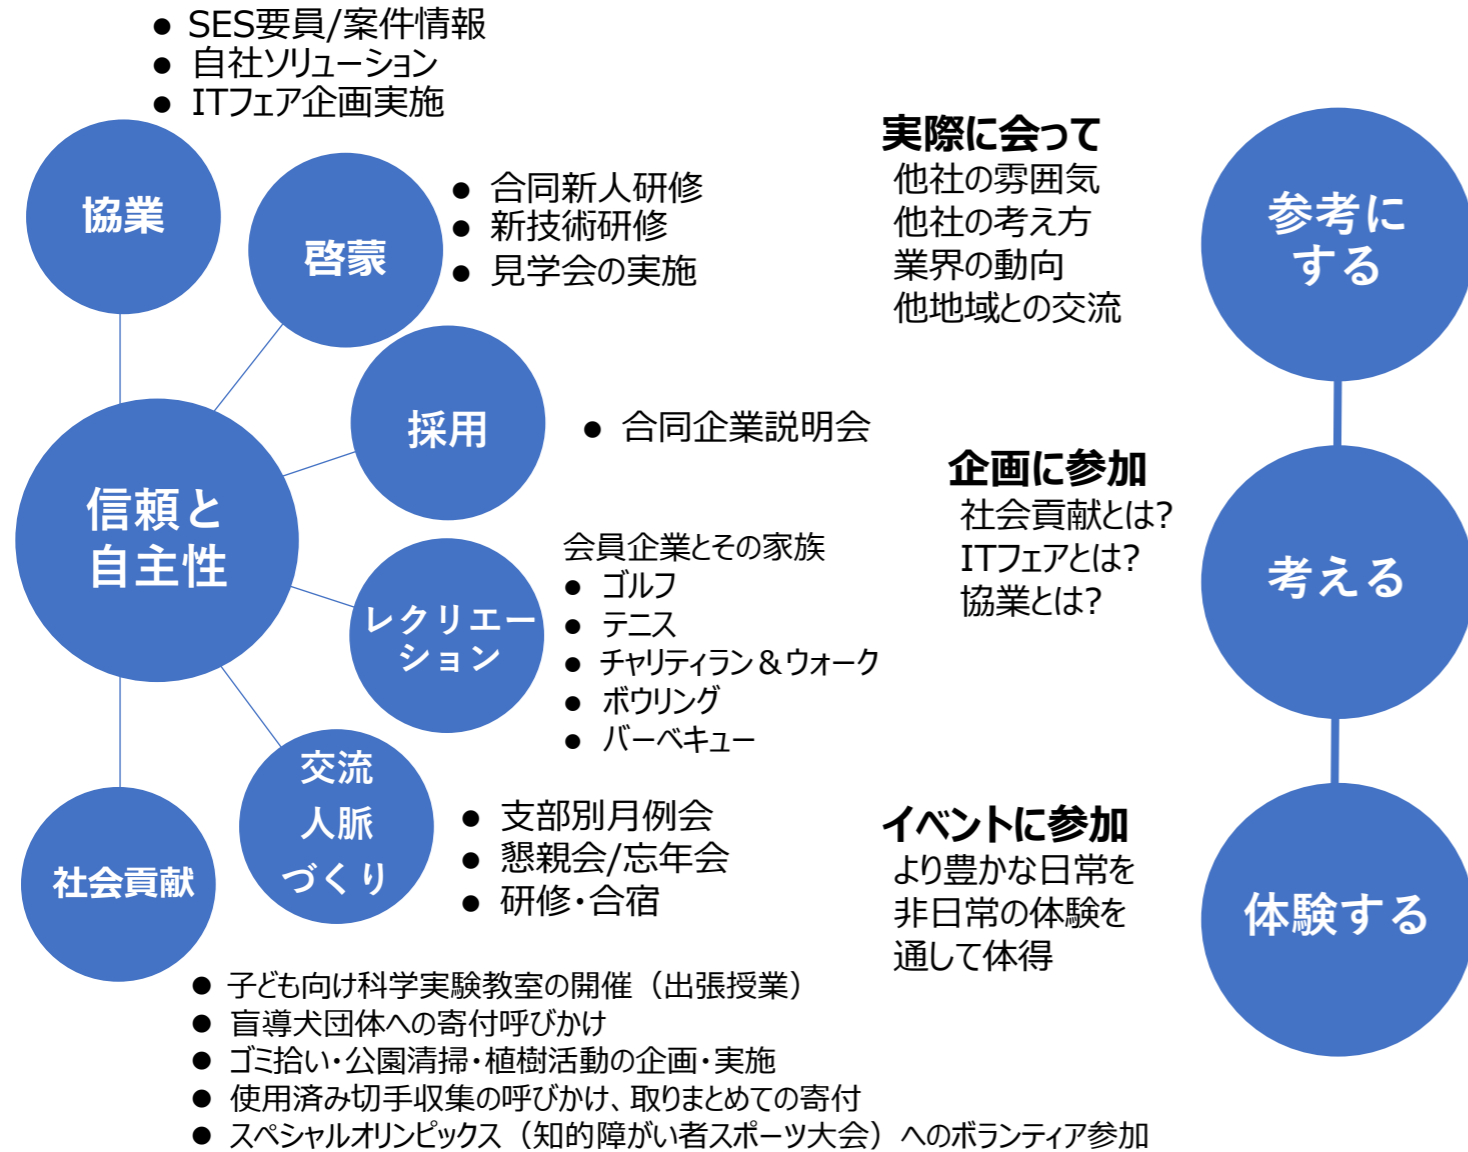 ● SES要員/案件情報
● 自社ソリューション
● ITフェア企画実施
協業
啓蒙
● 合同新人研修
● 新技術研修
● 見学会の実施
採用
● 合同企業説明会
信頼と
自主性
レクリエー
ション
会員企業とその家族
● ゴルフ
● テニス
● チャリティラン＆ウォーク
● ボウリング
● バーベキュー
交流
人脈
づくり
● 支部別月例会
● 懇親会/忘年会
● 研修・合宿
社会貢献
● 子ども向け科学実験教室の開催（出張授業）
● 盲導犬団体への寄付呼びかけ
● ゴミ拾い・公園清掃・植樹活動の企画・実施
● 使用済み切手収集の呼びかけ、取りまとめての寄付
● スペシャルオリンピックス（知的障がい者スポーツ大会）へのボランティア参加
実際に会って
他社の雰囲気
他社の考え方
業界の動向
他地域との交流
参考に
する
企画に参加
社会貢献とは?
ITフェアとは?
協業とは?
考える
イベントに参加
より豊かな日常を
非日常の体験を
通して体得
体験する